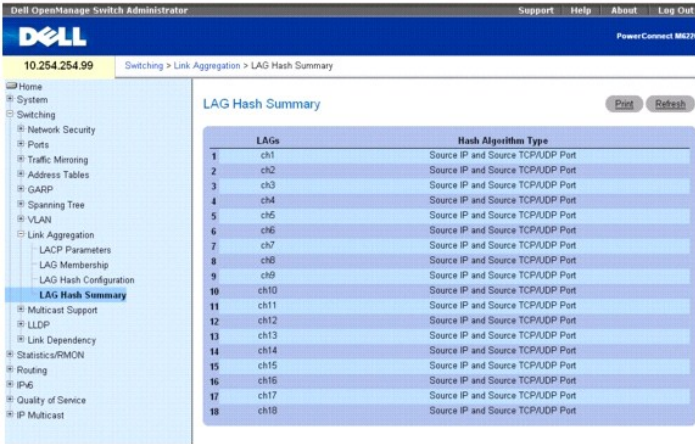 Dell OpenManage Switch Administrator
Support Help About Log Out
DELL
PowerConnect M622
10.254.254.99
Switching > Link Aggregation > LAG Hash Summary
Home
System
Switching
Network Security
Ports
Traffic Mirroring
Address Tables
GARP
Spanning Tree
VLAN
Link Aggregation
LACP Parameters
LAG Membership
LAG Hash Configuration
LAG Hash Summary
Multicast Support
LLDP
Link Dependency
Statistics/RMON
Routing
IPv6
Quality of Service
IP Multicast
LAG Hash Summary
Print Refresh
LAGs Hash Algorithm Type
1 ch1 Source IP and Source TCP/UDP Port
2 ch2 Source IP and Source TCP/UDP Port
3 ch3 Source IP and Source TCP/UDP Port
4 ch4 Source IP and Source TCP/UDP Port
5 ch5 Source IP and Source TCP/UDP Port
6 ch6 Source IP and Source TCP/UDP Port
7 ch7 Source IP and Source TCP/UDP Port
8 ch8 Source IP and Source TCP/UDP Port
9 ch9 Source IP and Source TCP/UDP Port
10 ch10 Source IP and Source TCP/UDP Port
11 ch11 Source IP and Source TCP/UDP Port
12 ch12 Source IP and Source TCP/UDP Port
13 ch13 Source IP and Source TCP/UDP Port
14 ch14 Source IP and Source TCP/UDP Port
15 ch15 Source IP and Source TCP/UDP Port
16 ch16 Source IP and Source TCP/UDP Port
17 ch17 Source IP and Source TCP/UDP Port
18 ch18 Source IP and Source TCP/UDP Port